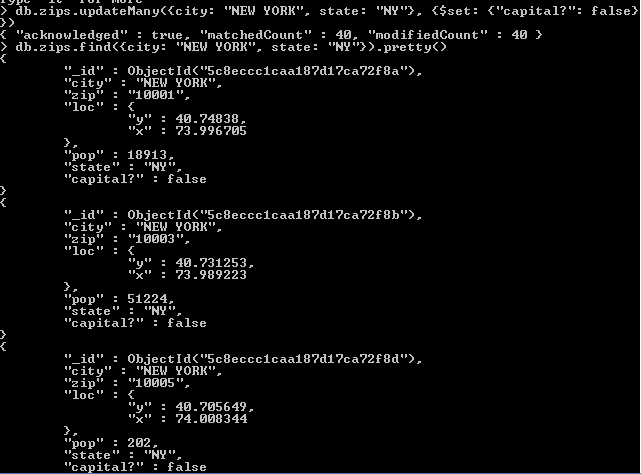 Type "it" for more
> db.zips.updateMany({city: "NEW YORK", state: "NY"}, {$set: {"capital?": false}
})
{ "acknowledged" : true, "matchedCount" : 40, "modifiedCount" : 40 }
> db.zips.find({city: "NEW YORK", state: "NY"}).pretty()
{
"_id" : ObjectId("5c8eccc1caa187d17ca72f8a"),
"city" : "NEW YORK",
"zip" : "10001",
"loc" : {
"y" : 40.74838,
"x" : 73.996705
},
"pop" : 18913,
"state" : "NY",
"capital?" : false
}
{
"_id" : ObjectId("5c8eccc1caa187d17ca72f8b"),
"city" : "NEW YORK",
"zip" : "10003",
"loc" : {
"y" : 40.731253,
"x" : 73.989223
},
"pop" : 51224,
"state" : "NY",
"capital?" : false
}
{
"_id" : ObjectId("5c8eccc1caa187d17ca72f8d"),
"city" : "NEW YORK",
"zip" : "10005",
"loc" : {
"y" : 40.705649,
"x" : 74.008344
},
"pop" : 202,
"state" : "NY",
"capital?" : false